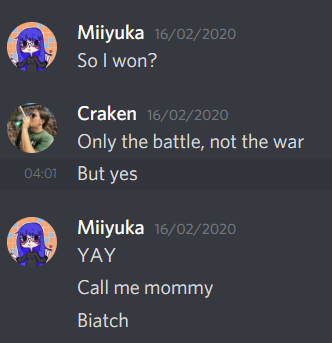 Miiyuka 16/02/2020
So I won?
Craken 16/02/2020
Only the battle, not the war
04:01 But yes
Miiyuka 16/02/2020
YAY
Call me mommy
Biatch